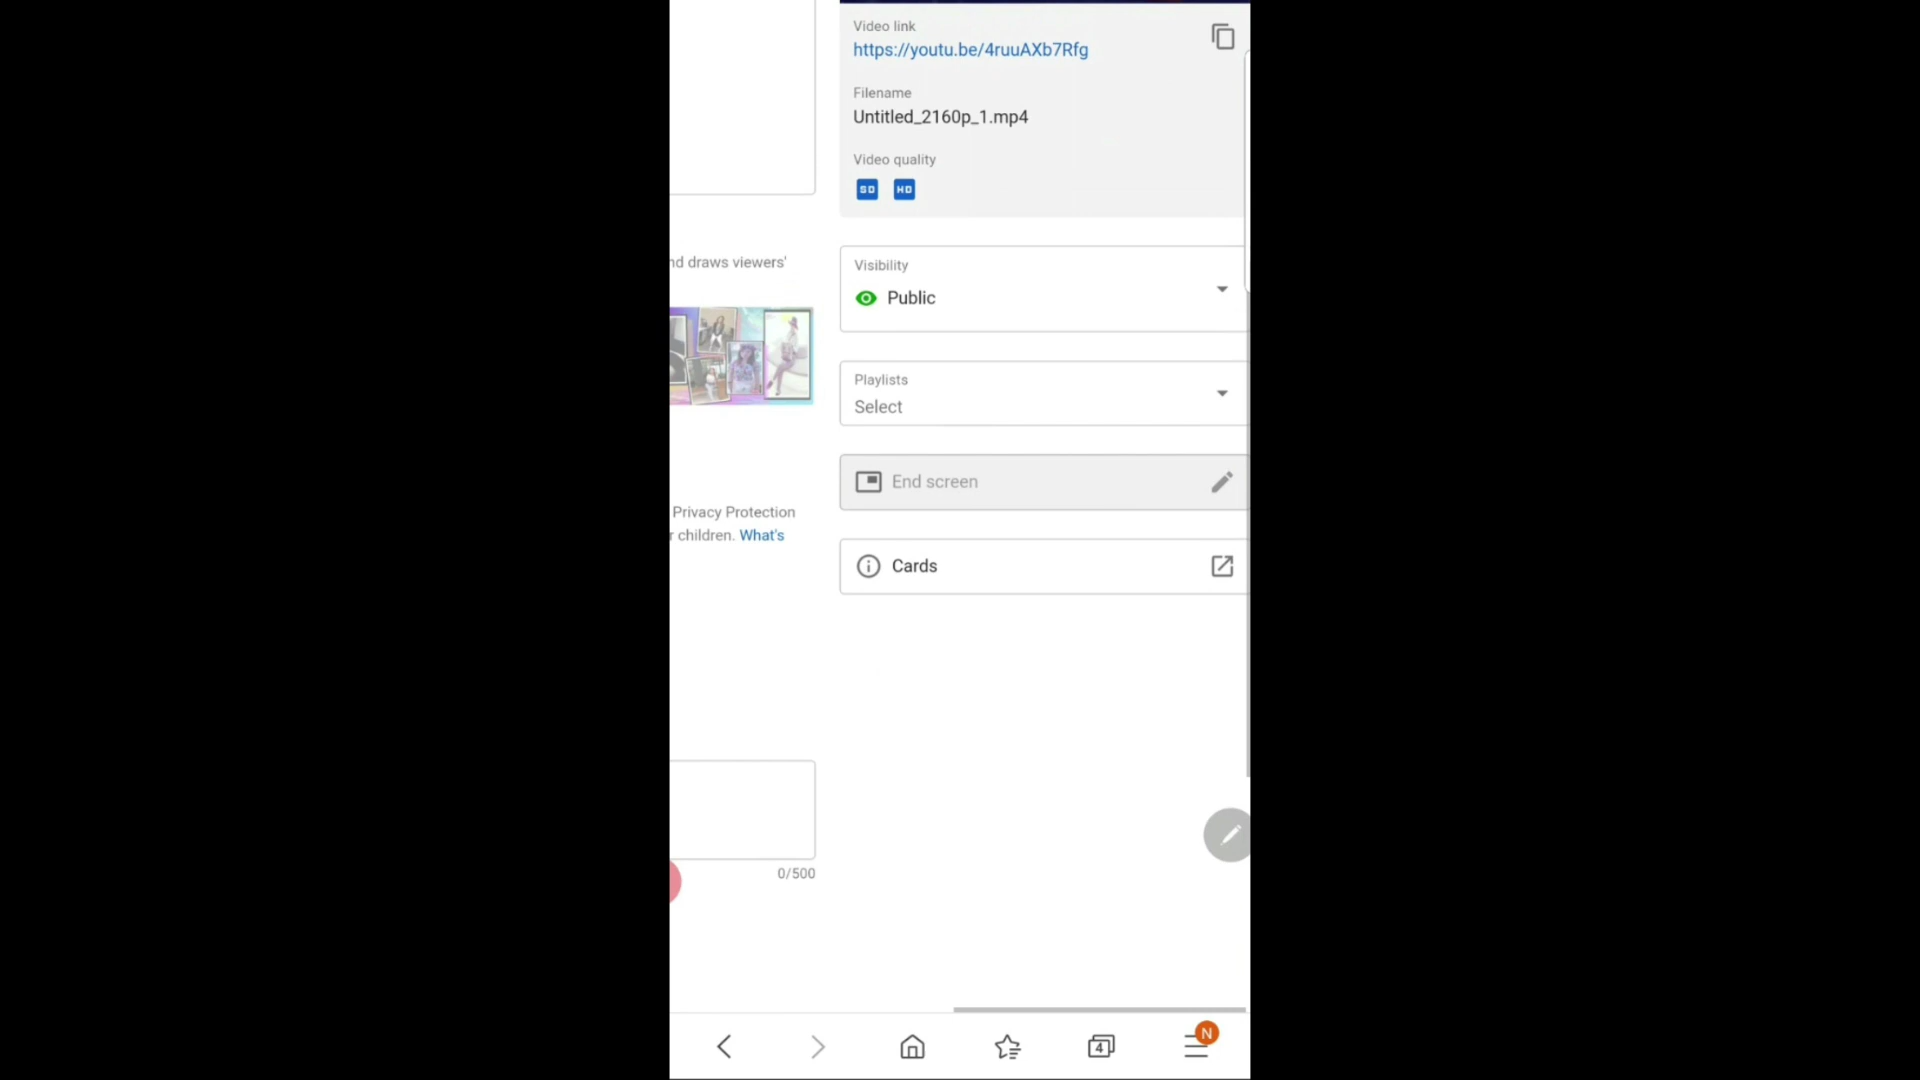 Video link
https://youtu.be/4ruuAXb7Rfg
Filename
Untitled_2160p_1.mp4
Video quality
SD HD
nd draws viewers'
Visibility
Public
Playlists
Select
End screen
Privacy Protection
r children. What's
Cards
0/500
4
N